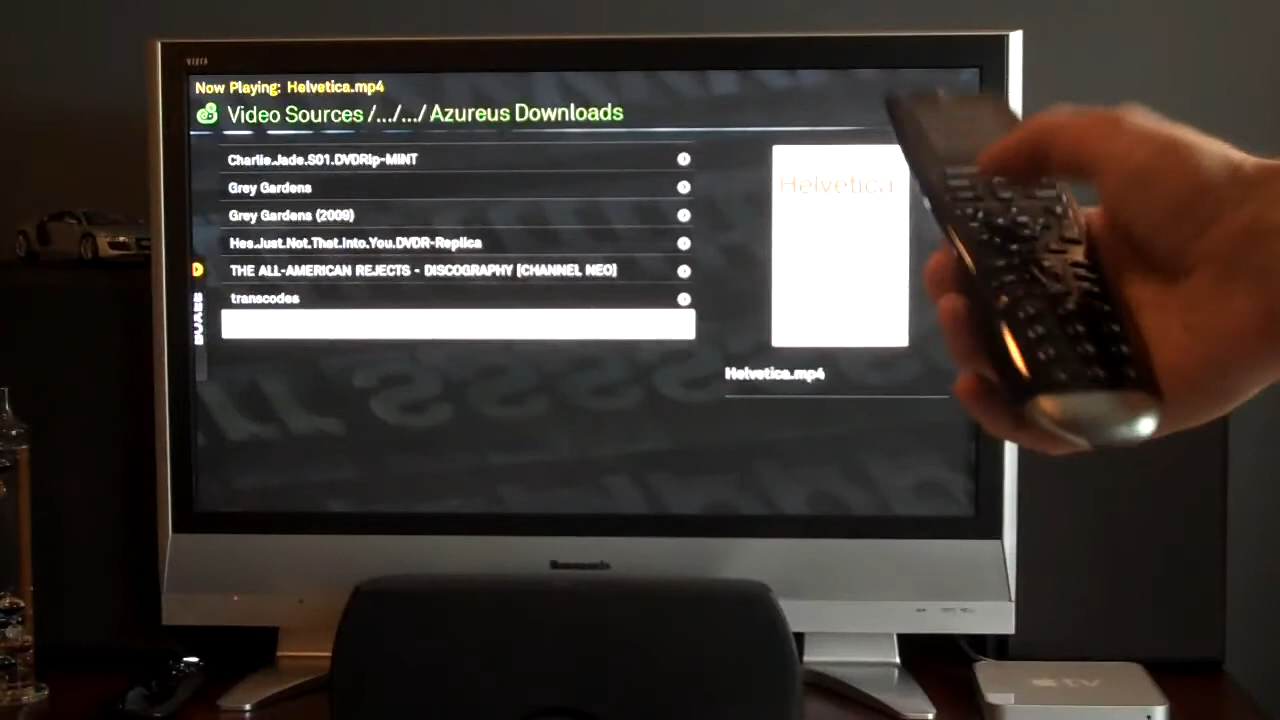 VIERA
Now Playing: Helvetica.mp4
Video Sources /.../.../ Azureus Downloads
Charlie.Jade.S01.DVDRip-MINT
Grey Gardens
Grey Gardens (2009)
Hes.Just.Not.That.Into.You.DVDR-Replica
THE ALL-AMERICAN REJECTS - DISCOGRAPHY [CHANNEL NEO]
transcodes
Helvetica
Helvetica.mp4
Panasonic
tv